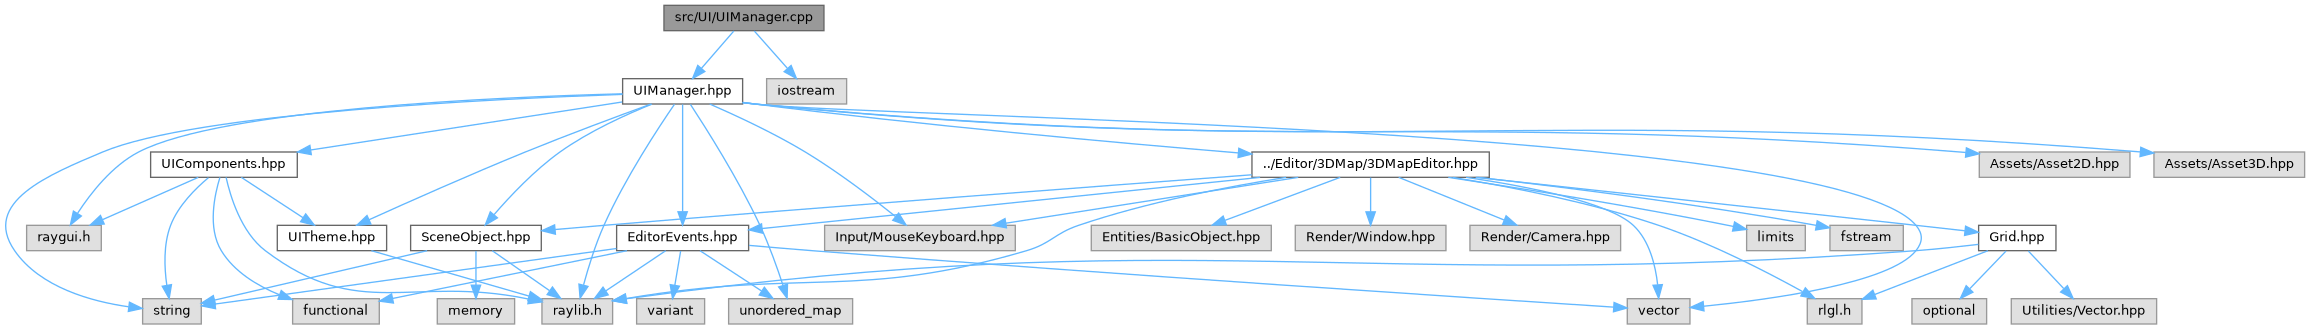 src/UI/UIManager.cpp
UIManager.hpp
iostream
UIComponents.hpp
../Editor/3DMap/3DMapEditor.hpp
Assets/Asset2D.hpp
Assets/Asset3D.hpp
raygui.h
UITheme.hpp
SceneObject.hpp
EditorEvents.hpp
Input/MouseKeyboard.hpp
Entities/BasicObject.hpp
Render/Window.hpp
Render/Camera.hpp
limits
fstream
Grid.hpp
string
functional
memory
raylib.h
variant
unordered_map
vector
rlgl.h
optional
Utilities/Vector.hpp